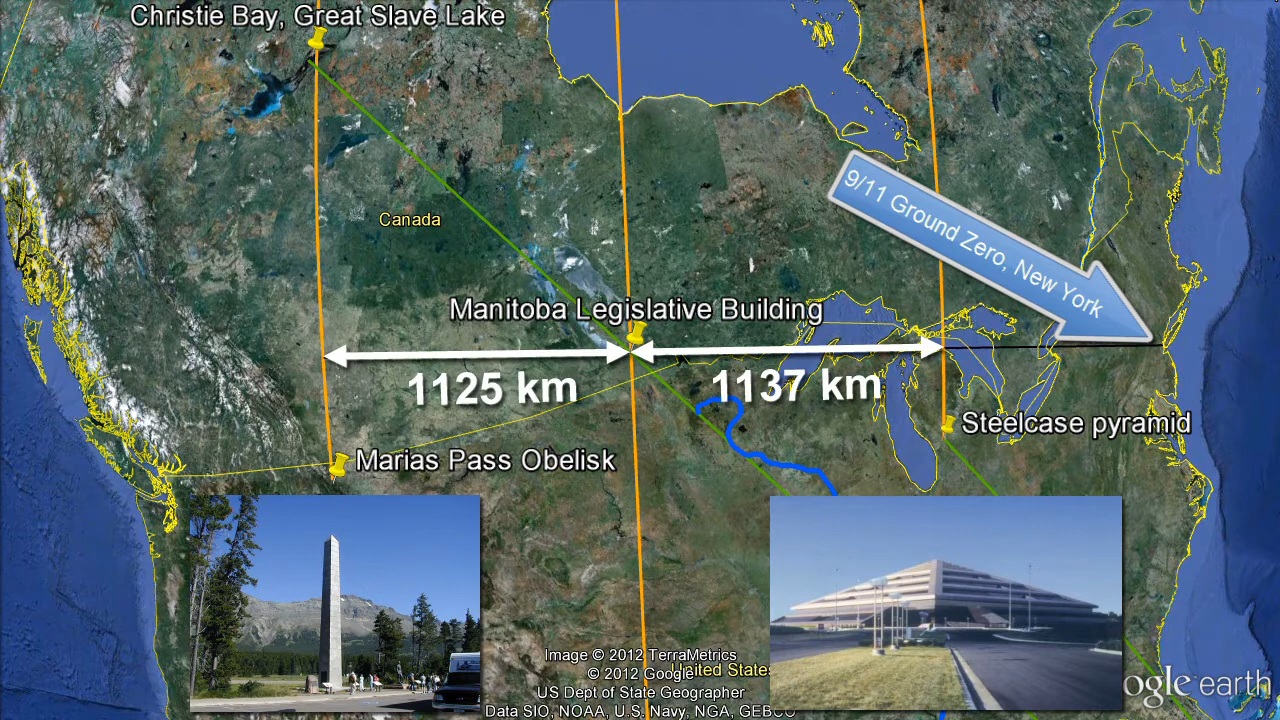 Christie Bay, Great Slave Lake
9/11 Ground Zero, New York
Canada
Manitoba Legislative Building
1125 km
1137 km
Steelcase pyramid
Marias Pass Obelisk
Image © 2012 TerraMetrics
© 2012 Google
United States
US Dept of State Geographer
Data SIO, NOAA, U.S. Navy, NGA, GEBCO
ogle earth